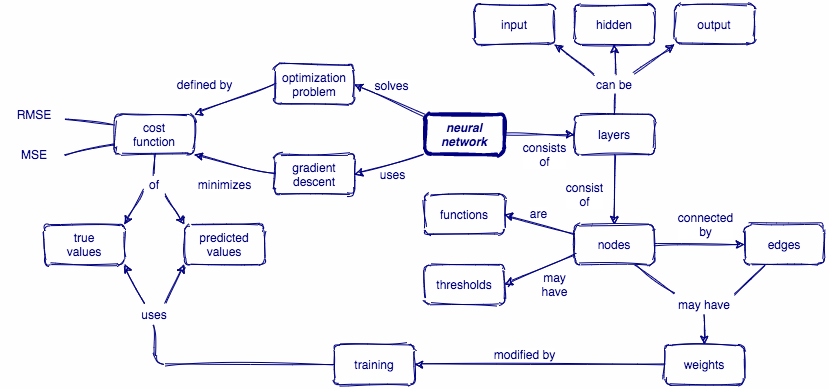 input
hidden
output
can be
optimization
problem
defined by
solves
RMSE
MSE
cost
function
neural
network
layers
consists
of
gradient
descent
minimizes
uses
of
consist
of
functions
are
nodes
connected
by
edges
true
values
predicted
values
thresholds
may
have
may have
uses
training
modified by
weights